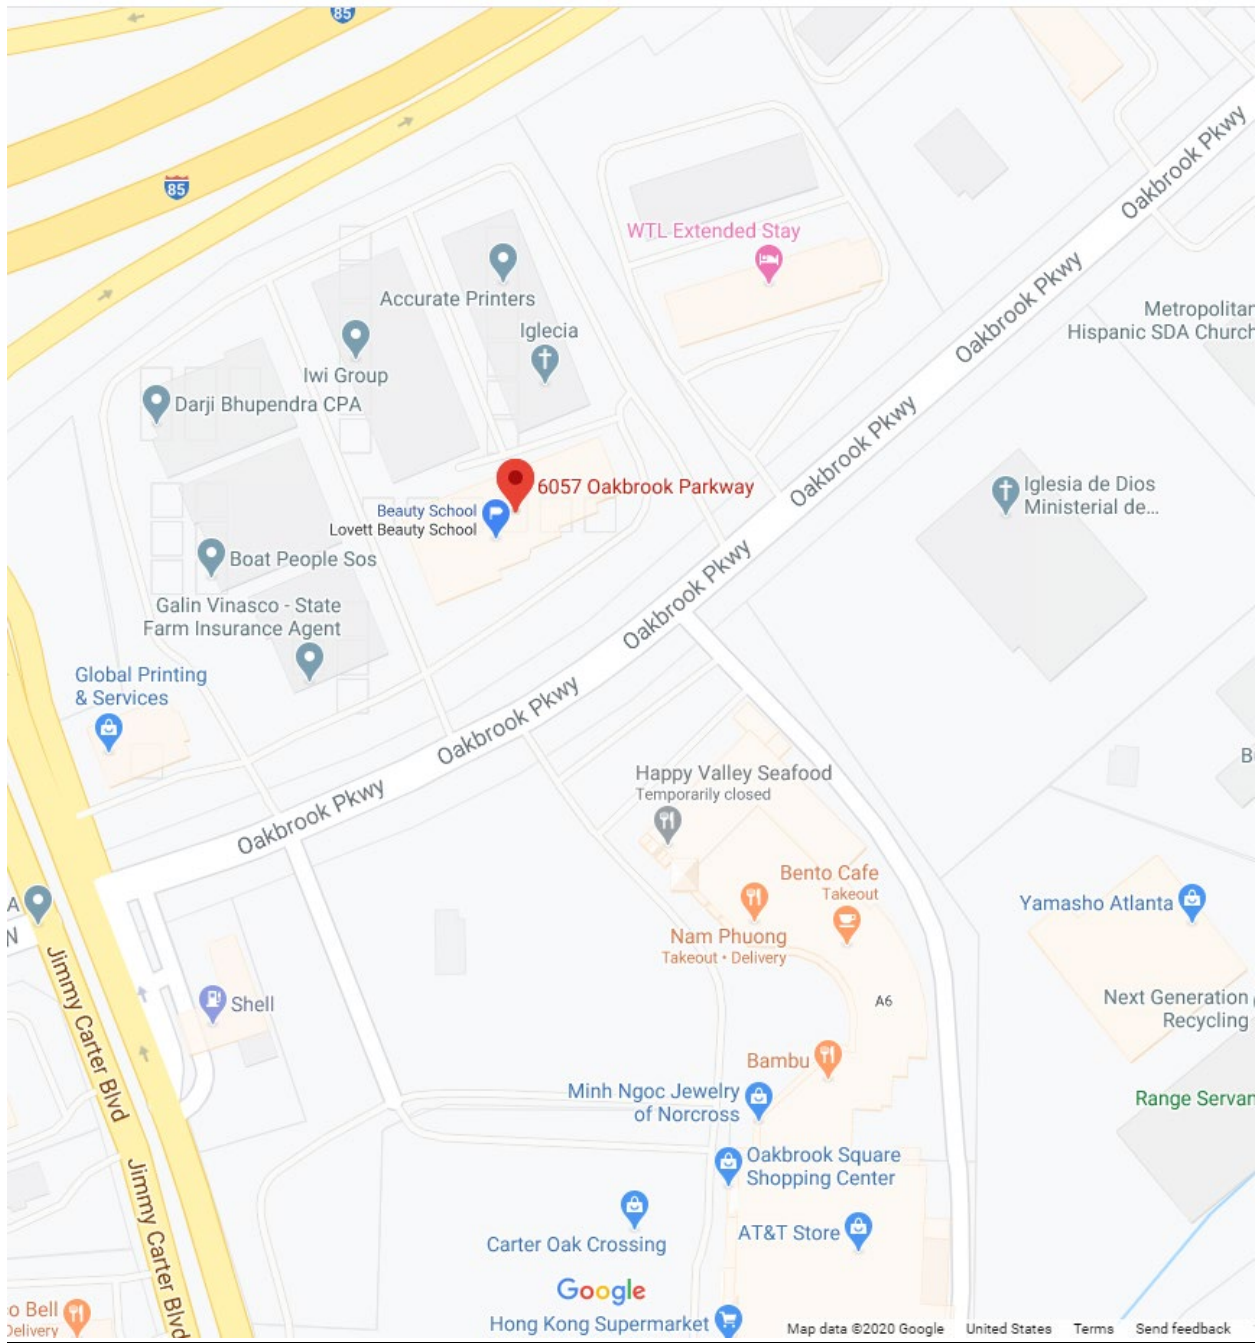 85
85
Oakbrook Pkwy
WTL Extended Stay
Accurate Printers
Oakbrook Pkwy
Iglecia
Metropolitan
Hispanic SDA Church
Oakbrook Pkwy
Iwi Group
Darji Bhupendra CPA
Oakbrook Pkwy
6057 Oakbrook Parkway
Iglesia de Dios
Ministerial de...
Beauty School
Lovett Beauty School
Boat People Sos
Oakbrook Pkwy
Galin Vinasco - State
Farm Insurance Agent
Global Printing
& Services
Oakbrook Pkwy
Happy Valley Seafood
Temporarily closed
Oakbrook Pkwy
Bento Cafe
Takeout
A
N
Yamasho Atlanta
Nam Phuong
Takeout • Delivery
Shell
A6
Next Generation
Recycling
Jimmy Carter Blvd
Bambu
Minh Ngoc Jewelry
of Norcross
Range Servan
Oakbrook Square
Shopping Center
Jimmy Carter Blvd
AT&T Store
Carter Oak Crossing
Google
co Bell
Delivery
Hong Kong Supermarket
Map data ©2020 Google United States Terms Send feedback